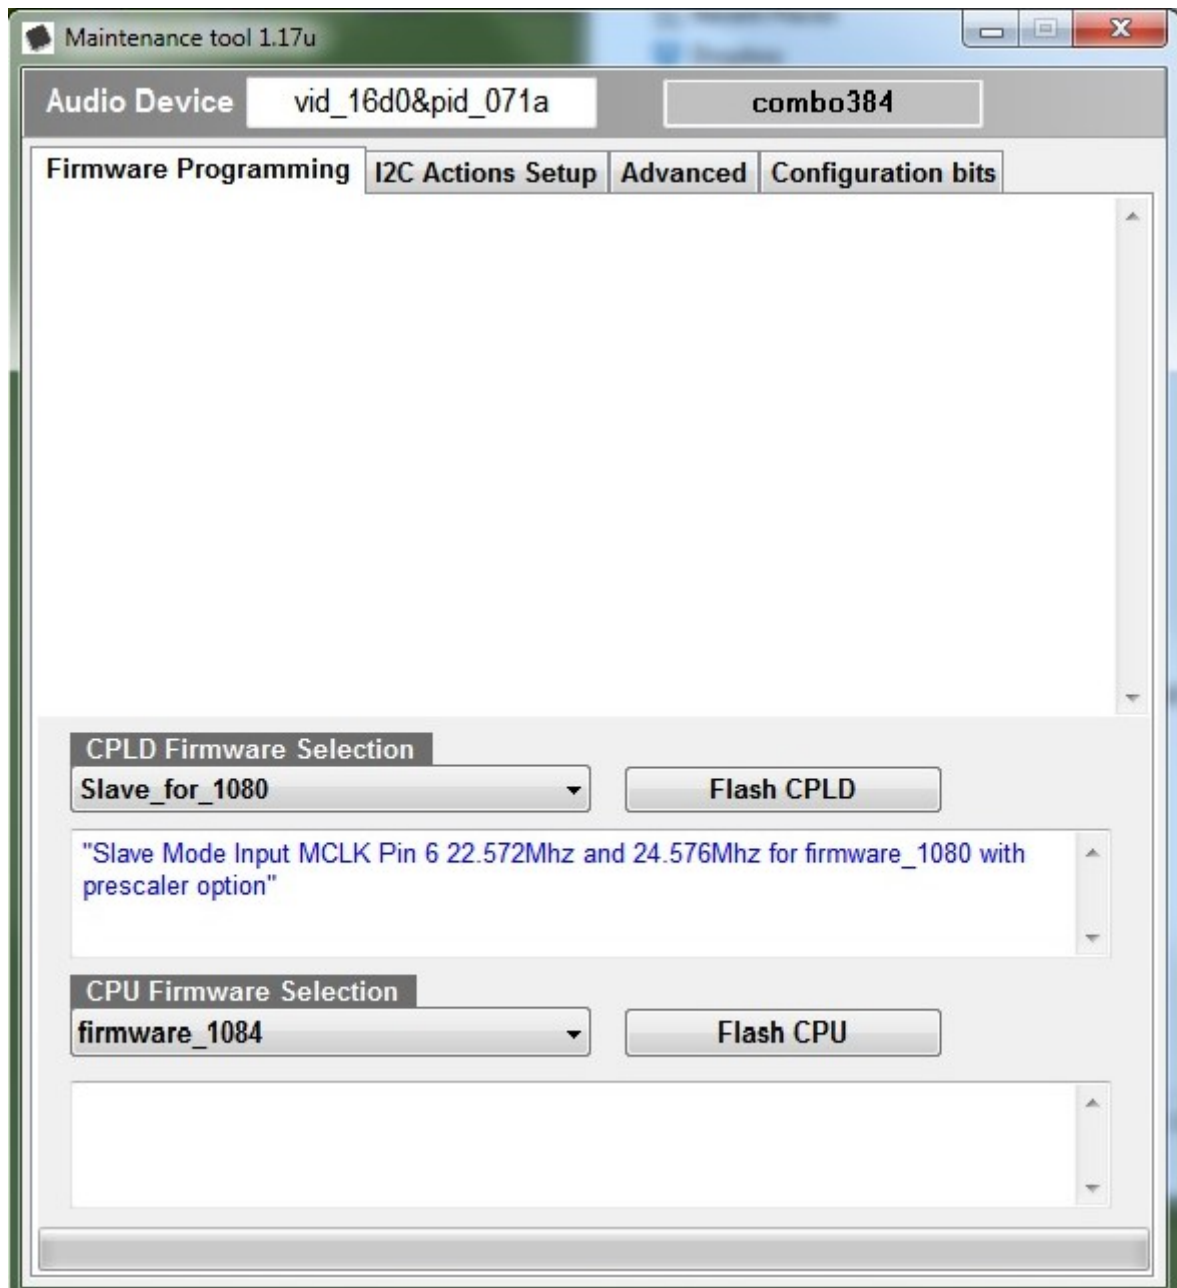 Maintenance tool 1.17u
Audio Device vid_16d0&pid_071a combo384
Firmware Programming I2C Actions Setup Advanced Configuration bits
CPLD Firmware Selection
Slave_for_1080 Flash CPLD
"Slave Mode Input MCLK Pin 6 22.572Mhz and 24.576Mhz for firmware_1080 with
prescaler option"
CPU Firmware Selection
firmware_1084 Flash CPU